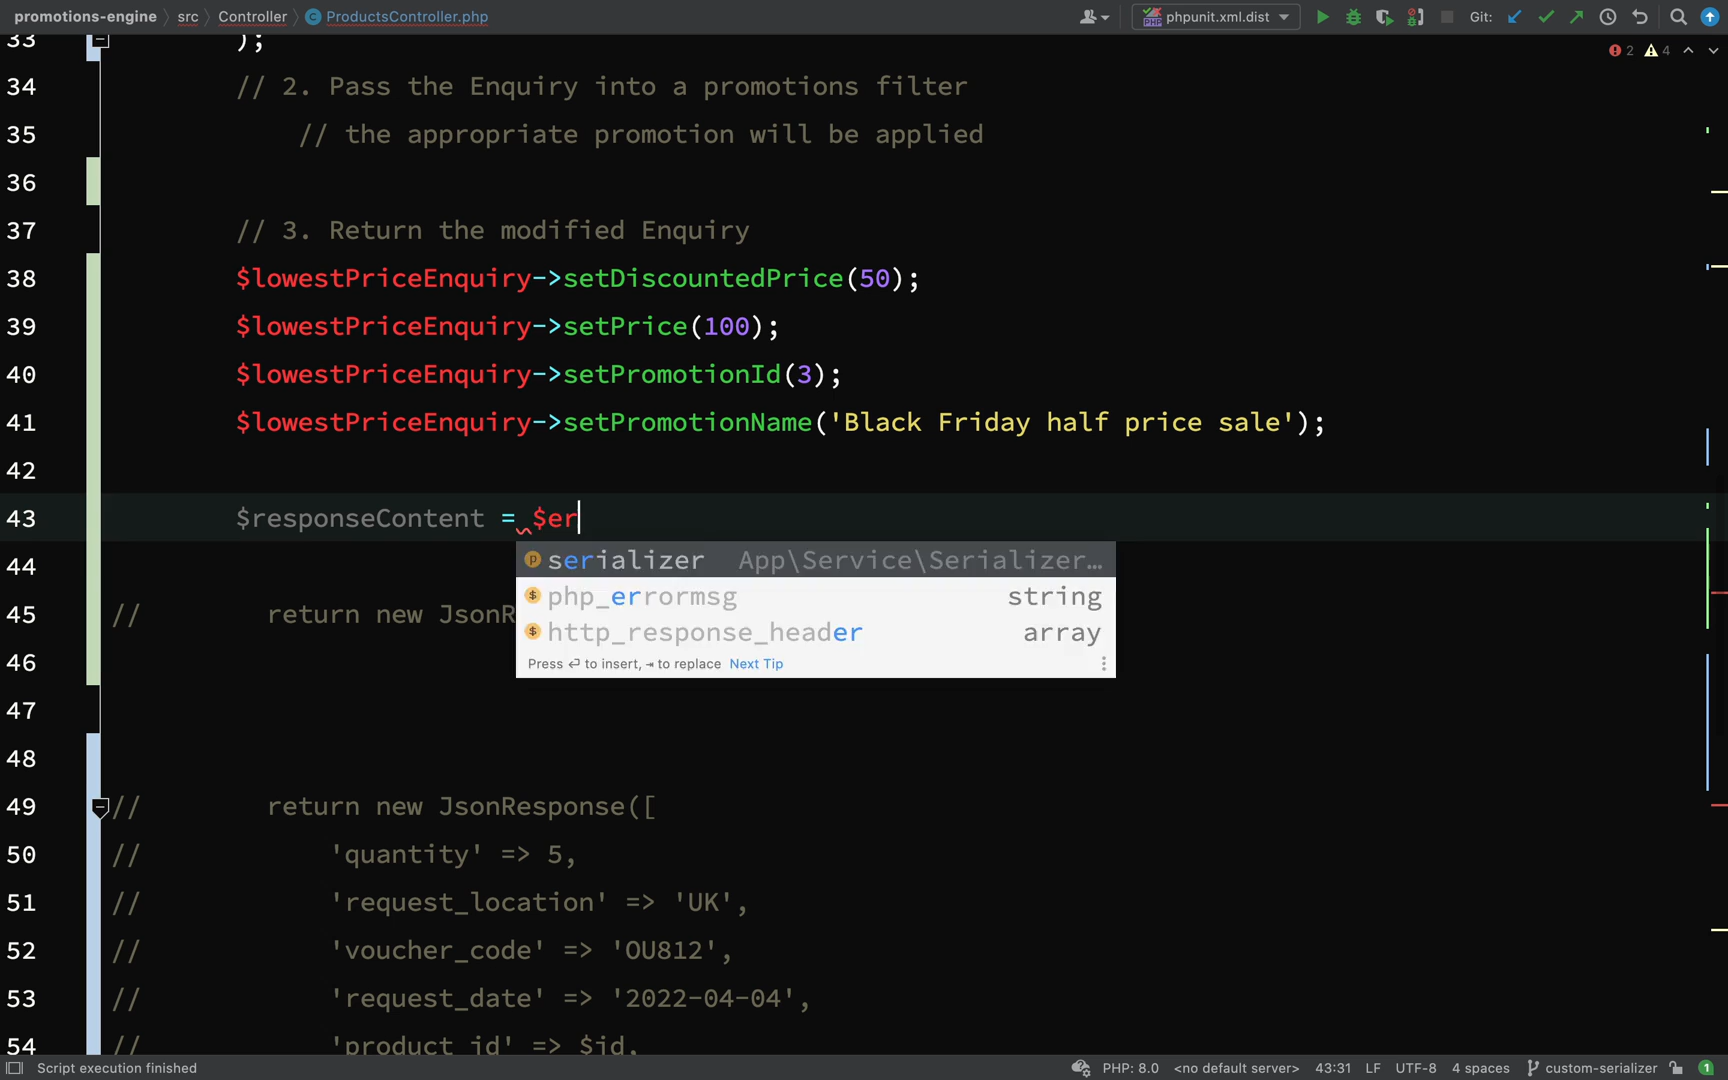 promotions-engine src Controller ProductsController.php phpunit.xml.dist Git:
2 4
33 );
34 // 2. Pass the Enquiry into a promotions filter
35 // the appropriate promotion will be applied
36
37 // 3. Return the modified Enquiry
38 $lowestPriceEnquiry->setDiscountedPrice(50);
39 $lowestPriceEnquiry->setPrice(100);
40 $lowestPriceEnquiry->setPromotionId(3);
41 $lowestPriceEnquiry->setPromotionName('Black Friday half price sale');
42
43 $responseContent = $er
serializer App\Service\Serializer…
44
php_errormsg string
45 // return new JsonR
http_response_header array
46
Press ⏎ to insert, ⇥ to replace Next Tip
47
48
49 // return new JsonResponse([
50 // 'quantity' => 5,
51 // 'request_location' => 'UK',
52 // 'voucher_code' => 'OU812',
53 // 'request_date' => '2022-04-04',
54 // 'product_id' => $id,
Script execution finished PHP: 8.0 <no default server> 43:31 LF UTF-8 4 spaces custom-serializer 1